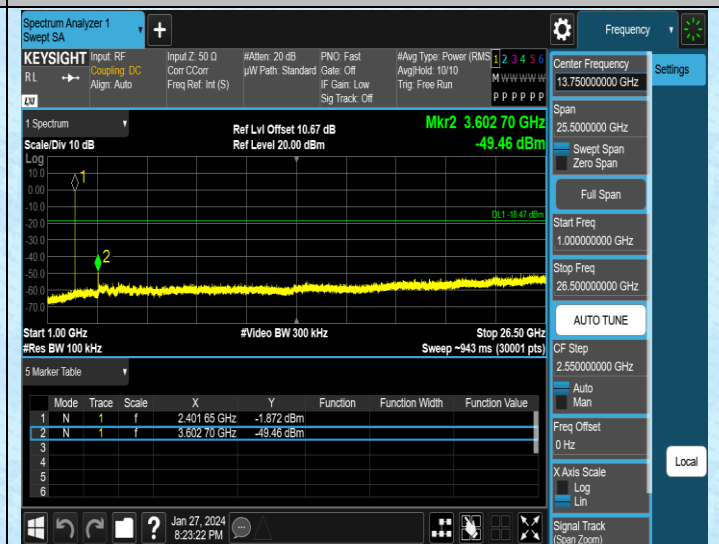 Spectrum Analyzer 1
Swept SA
+
Frequency
KEYSIGHT
RL
LXI
Input: RF
Coupling: DC
Align: Auto
Input Z: 50 Ω
Corr CCorr
Freq Ref: Int (S)
#Atten: 20 dB
µW Path: Standard
PNO: Fast
Gate: Off
IF Gain: Low
Sig Track: Off
#Avg Type: Power (RMS
Avg|Hold: 10/10
Trig: Free Run
1 2 3 4 5 6
M W W W W W
P P P P P P
Center Frequency
13.750000000 GHz
Settings
1 Spectrum
Scale/Div 10 dB
Ref Lvl Offset 10.67 dB
Ref Level 20.00 dBm
Mkr2 3.602 70 GHz
-49.46 dBm
Span
25.5000000 GHz
Swept Span
Zero Span
Full Span
Log
10.0
0.00
-10.0
-20.0
-30.0
-40.0
-50.0
-60.0
-70.0
1
2
DL1 -18.47 dBm
Start Freq
1.000000000 GHz
Stop Freq
26.500000000 GHz
AUTO TUNE
Start 1.00 GHz
#Res BW 100 kHz
#Video BW 300 kHz
Stop 26.50 GHz
Sweep ~943 ms (30001 pts)
CF Step
2.550000000 GHz
Auto
Man
5 Marker Table
Mode Trace Scale X Y Function Function Width Function Value
1 N 1 f 2.401 65 GHz -1.872 dBm
2 N 1 f 3.602 70 GHz -49.46 dBm
3
4
5
6
Freq Offset
0 Hz
X Axis Scale
Log
Lin
Local
Signal Track
(Span Zoom)
?
Jan 27, 2024
8:23:22 PM